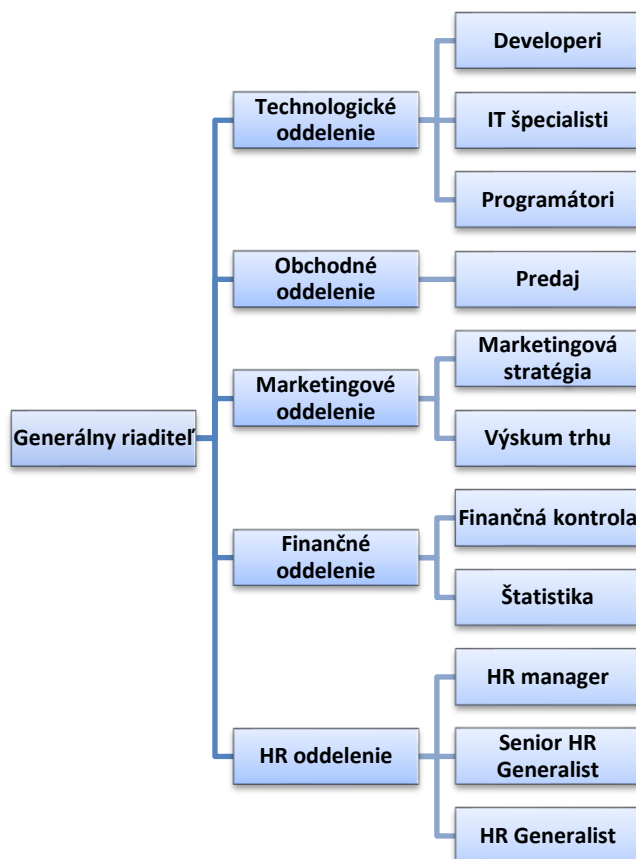 Generálny riaditeľ
Technologické
oddelenie
Developeri
IT špecialisti
Programátori
Obchodné
oddelenie
Predaj
Marketingové
oddelenie
Marketingová
stratégia
Výskum trhu
Finančné
oddelenie
Finančná kontrola
Štatistika
HR oddelenie
HR manager
Senior HR
Generalist
HR Generalist